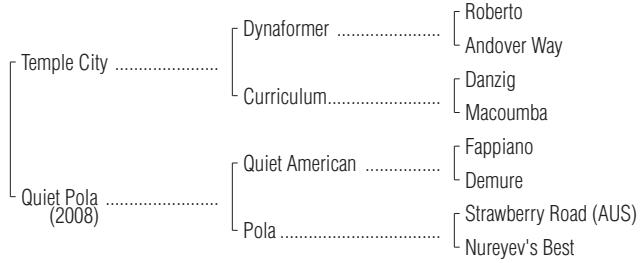 Roberto
Dynaformer ........................
Andover Way
Temple City ........................
Danzig
Curriculum..........................
Macoumba
Fappiano
Quiet American ..................
Demure
Quiet Pola ..........................
(2008)
Strawberry Road (AUS)
Pola .....................................
Nureyev's Best